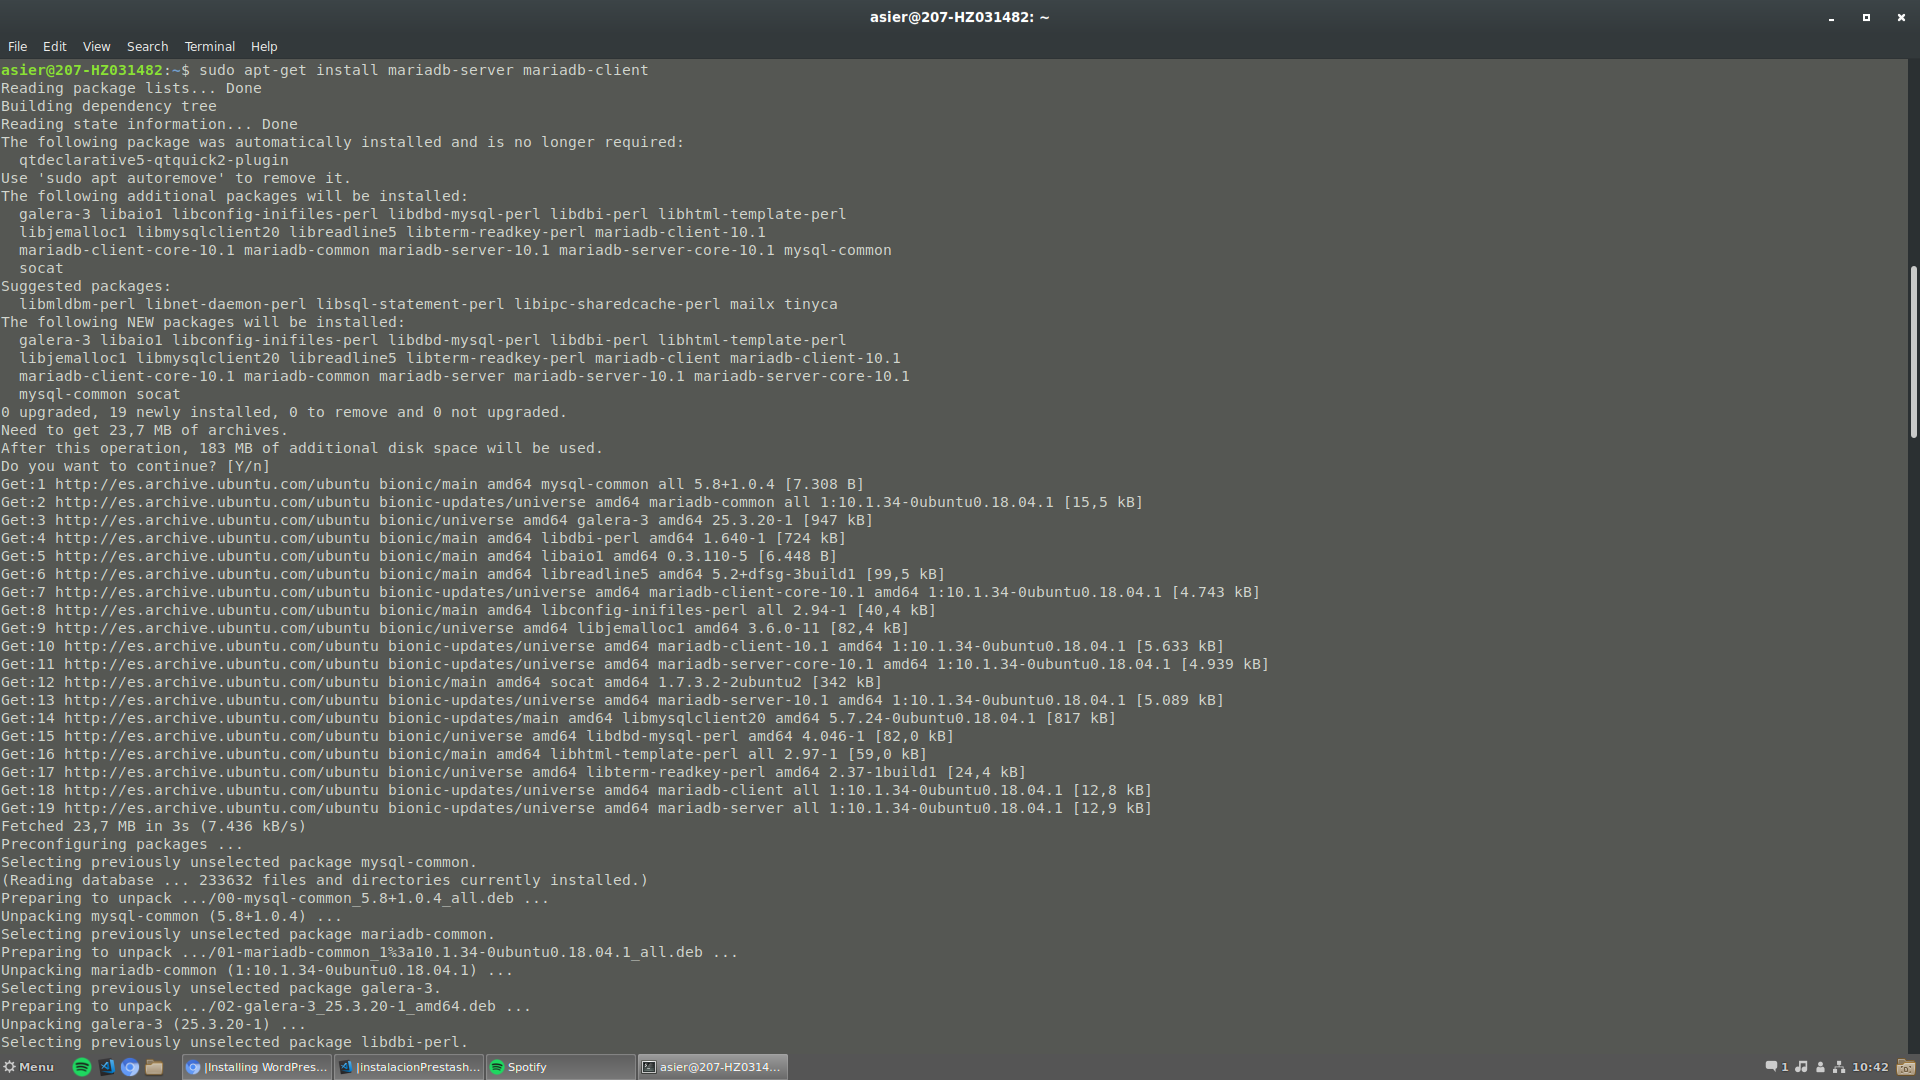 asier@207-HZ031482: ~
File Edit View Search Terminal Help
asier@207-HZ031482:~$ sudo apt-get install mariadb-server mariadb-client
Reading package lists... Done
Building dependency tree
Reading state information... Done
The following package was automatically installed and is no longer required:
  qtdeclarative5-qtquick2-plugin
Use 'sudo apt autoremove' to remove it.
The following additional packages will be installed:
  galera-3 libaio1 libconfig-inifiles-perl libdbd-mysql-perl libdbi-perl libhtml-template-perl
  libjemalloc1 libmysqlclient20 libreadline5 libterm-readkey-perl mariadb-client-10.1
  mariadb-client-core-10.1 mariadb-common mariadb-server-10.1 mariadb-server-core-10.1 mysql-common
  socat
Suggested packages:
  libmldbm-perl libnet-daemon-perl libsql-statement-perl libipc-sharedcache-perl mailx tinyca
The following NEW packages will be installed:
  galera-3 libaio1 libconfig-inifiles-perl libdbd-mysql-perl libdbi-perl libhtml-template-perl
  libjemalloc1 libmysqlclient20 libreadline5 libterm-readkey-perl mariadb-client mariadb-client-10.1
  mariadb-client-core-10.1 mariadb-common mariadb-server mariadb-server-10.1 mariadb-server-core-10.1
  mysql-common socat
0 upgraded, 19 newly installed, 0 to remove and 0 not upgraded.
Need to get 23,7 MB of archives.
After this operation, 183 MB of additional disk space will be used.
Do you want to continue? [Y/n]
Get:1 http://es.archive.ubuntu.com/ubuntu bionic/main amd64 mysql-common all 5.8+1.0.4 [7.308 B]
Get:2 http://es.archive.ubuntu.com/ubuntu bionic-updates/universe amd64 mariadb-common all 1:10.1.34-0ubuntu0.18.04.1 [15,5 kB]
Get:3 http://es.archive.ubuntu.com/ubuntu bionic/universe amd64 galera-3 amd64 25.3.20-1 [947 kB]
Get:4 http://es.archive.ubuntu.com/ubuntu bionic/main amd64 libdbi-perl amd64 1.640-1 [724 kB]
Get:5 http://es.archive.ubuntu.com/ubuntu bionic/main amd64 libaio1 amd64 0.3.110-5 [6.448 B]
Get:6 http://es.archive.ubuntu.com/ubuntu bionic/main amd64 libreadline5 amd64 5.2+dfsg-3build1 [99,5 kB]
Get:7 http://es.archive.ubuntu.com/ubuntu bionic-updates/universe amd64 mariadb-client-core-10.1 amd64 1:10.1.34-0ubuntu0.18.04.1 [4.743 kB]
Get:8 http://es.archive.ubuntu.com/ubuntu bionic/main amd64 libconfig-inifiles-perl all 2.94-1 [40,4 kB]
Get:9 http://es.archive.ubuntu.com/ubuntu bionic/universe amd64 libjemalloc1 amd64 3.6.0-11 [82,4 kB]
Get:10 http://es.archive.ubuntu.com/ubuntu bionic-updates/universe amd64 mariadb-client-10.1 amd64 1:10.1.34-0ubuntu0.18.04.1 [5.633 kB]
Get:11 http://es.archive.ubuntu.com/ubuntu bionic-updates/universe amd64 mariadb-server-core-10.1 amd64 1:10.1.34-0ubuntu0.18.04.1 [4.939 kB]
Get:12 http://es.archive.ubuntu.com/ubuntu bionic/main amd64 socat amd64 1.7.3.2-2ubuntu2 [342 kB]
Get:13 http://es.archive.ubuntu.com/ubuntu bionic-updates/universe amd64 mariadb-server-10.1 amd64 1:10.1.34-0ubuntu0.18.04.1 [5.089 kB]
Get:14 http://es.archive.ubuntu.com/ubuntu bionic-updates/main amd64 libmysqlclient20 amd64 5.7.24-0ubuntu0.18.04.1 [817 kB]
Get:15 http://es.archive.ubuntu.com/ubuntu bionic/universe amd64 libdbd-mysql-perl amd64 4.046-1 [82,0 kB]
Get:16 http://es.archive.ubuntu.com/ubuntu bionic/main amd64 libhtml-template-perl all 2.97-1 [59,0 kB]
Get:17 http://es.archive.ubuntu.com/ubuntu bionic/universe amd64 libterm-readkey-perl amd64 2.37-1build1 [24,4 kB]
Get:18 http://es.archive.ubuntu.com/ubuntu bionic-updates/universe amd64 mariadb-client all 1:10.1.34-0ubuntu0.18.04.1 [12,8 kB]
Get:19 http://es.archive.ubuntu.com/ubuntu bionic-updates/universe amd64 mariadb-server all 1:10.1.34-0ubuntu0.18.04.1 [12,9 kB]
Fetched 23,7 MB in 3s (7.436 kB/s)
Preconfiguring packages ...
Selecting previously unselected package mysql-common.
(Reading database ... 233632 files and directories currently installed.)
Preparing to unpack .../00-mysql-common_5.8+1.0.4_all.deb ...
Unpacking mysql-common (5.8+1.0.4) ...
Selecting previously unselected package mariadb-common.
Preparing to unpack .../01-mariadb-common_1%3a10.1.34-0ubuntu0.18.04.1_all.deb ...
Unpacking mariadb-common (1:10.1.34-0ubuntu0.18.04.1) ...
Selecting previously unselected package galera-3.
Preparing to unpack .../02-galera-3_25.3.20-1_amd64.deb ...
Unpacking galera-3 (25.3.20-1) ...
Selecting previously unselected package libdbi-perl.
Menu |Installing WordPres... |instalacionPrestash... Spotify asier@207-HZ0314... 1 10:42